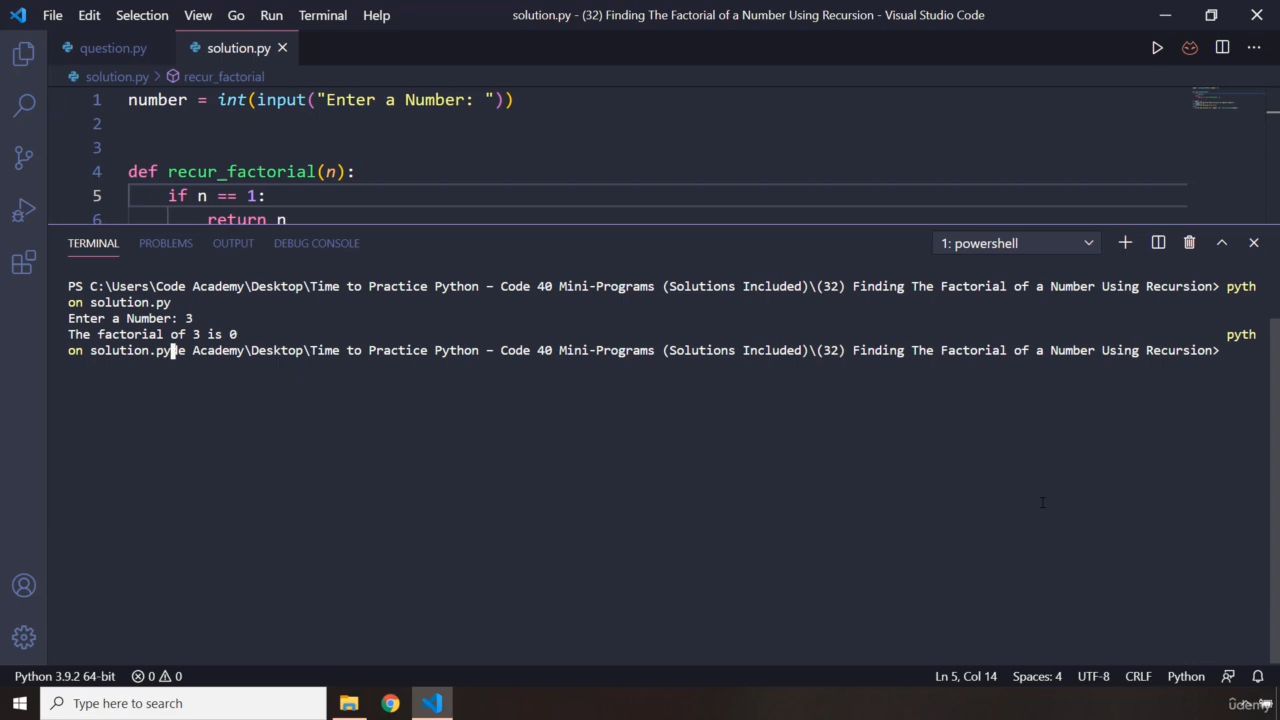 File Edit Selection View Go Run Terminal Help solution.py - (32) Finding The Factorial of a Number Using Recursion - Visual Studio Code
question.py solution.py
solution.py > recur_factorial
1 number = int(input("Enter a Number: "))
2
3
4 def recur_factorial(n):
5 if n == 1:
6 return n
TERMINAL PROBLEMS OUTPUT DEBUG CONSOLE 1: powershell
PS C:\Users\Code Academy\Desktop\Time to Practice Python – Code 40 Mini-Programs (Solutions Included)\(32) Finding The Factorial of a Number Using Recursion> pyth
on solution.py
Enter a Number: 3
The factorial of 3 is 0
pyth
on solution.pyde Academy\Desktop\Time to Practice Python – Code 40 Mini-Programs (Solutions Included)\(32) Finding The Factorial of a Number Using Recursion>
Python 3.9.2 64-bit 0 0 Ln 5, Col 14 Spaces: 4 UTF-8 CRLF Python
Type here to search
udemy